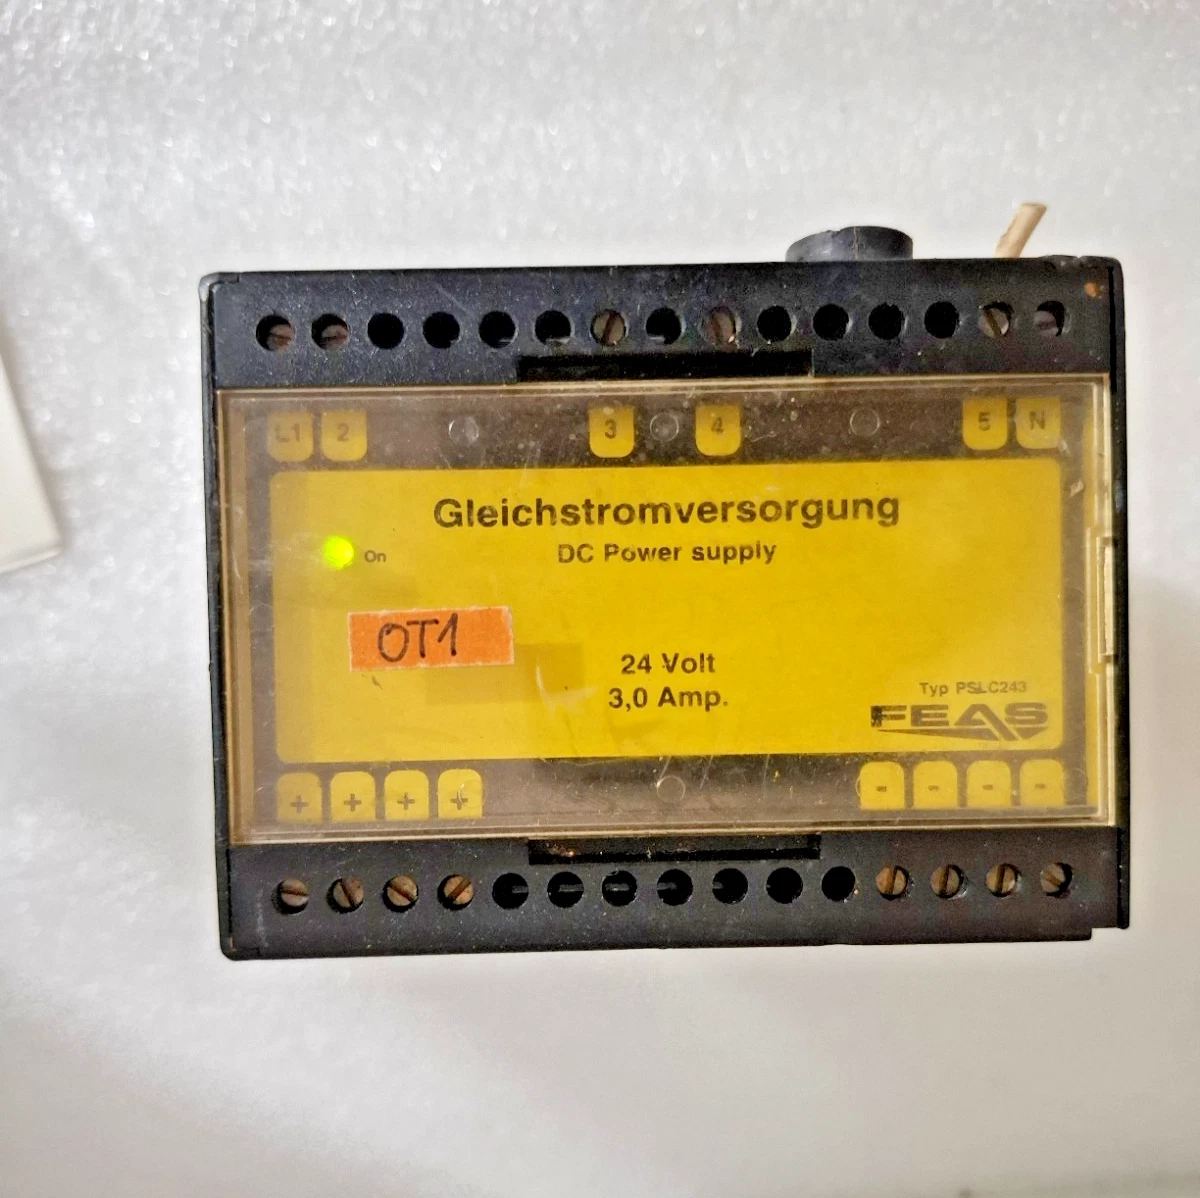 L1 2 3 4 5 N
Gleichstromversorgung
DC Power supply
On
OT1
24 Volt
3,0 Amp.
Typ PSLC243
FEAS
+ + + + - - - -